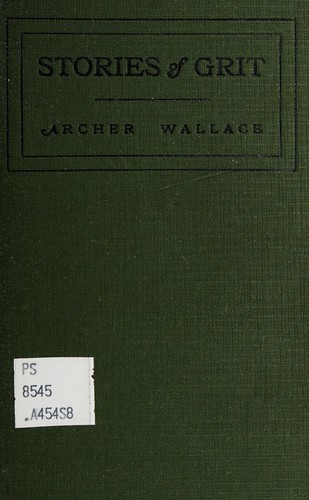 STORIES of GRIT
ARCHER WALLACE
PS
8545
.A454S8